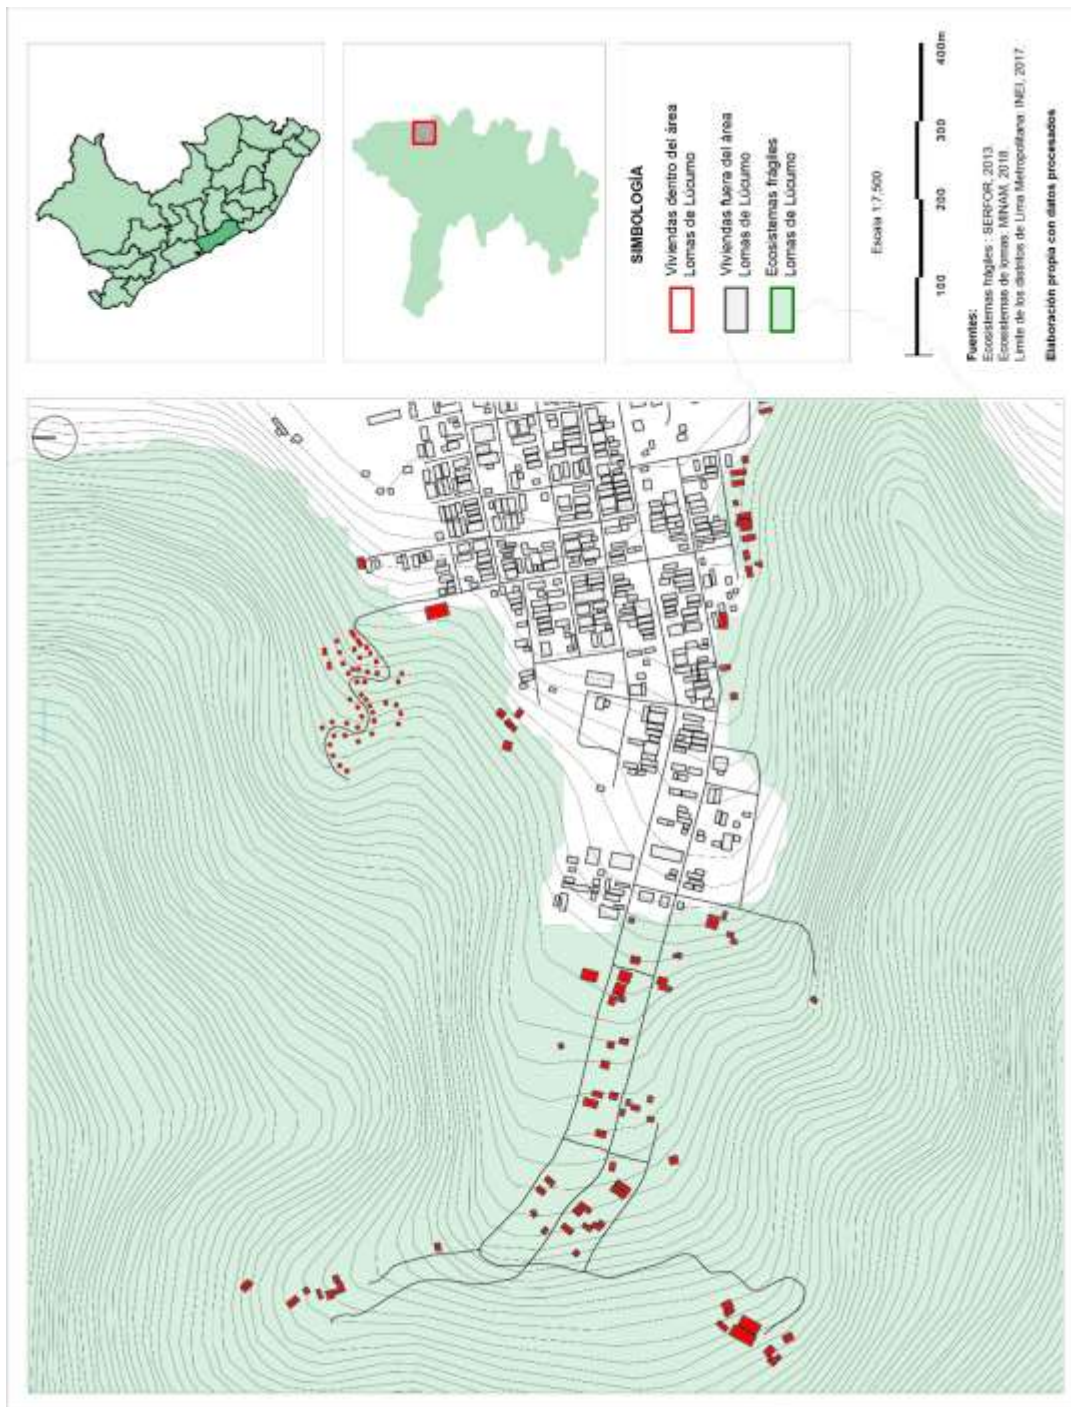 SIMBOLOGÍA
Viviendas dentro del área
Lomas de Lúcumo
Viviendas fuera del área
Lomas de Lúcumo
Ecosistemas frágiles
Lomas de Lúcumo
Escala 1:7,500
100
200
300
400m
Fuentes:
Ecosistemas frágiles : SERFOR, 2013.
Ecosistemas de lomas: MINAM, 2018.
Limite de los distritos de Lima Metropolitana: INEI, 2017.
Elaboración propia con datos procesados